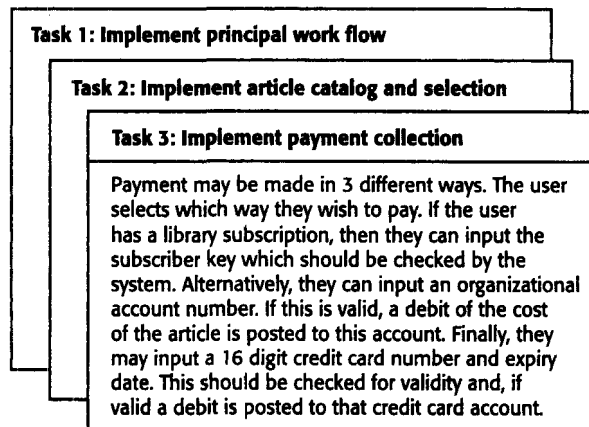 Task 1: Implement principal work flow
Task 2: Implement article catalog and selection
Task 3: Implement payment collection
Payment may be made in 3 different ways. The user
selects which way they wish to pay. If the user
has a library subscription, then they can input the
subscriber key which should be checked by the
system. Alternatively, they can input an organizational
account number. If this is valid, a debit of the cost
of the article is posted to this account. Finally, they
may input a 16 digit credit card number and expiry
date. This should be checked for validity and, if
valid a debit is posted to that credit card account.